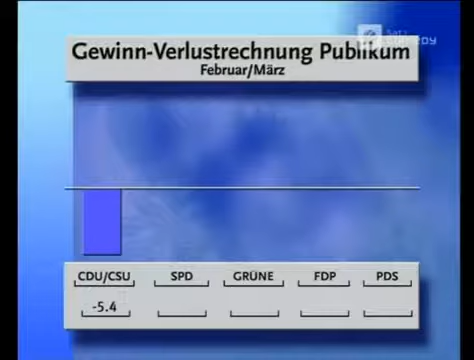 Gewinn-Verlustrechnung Publikum
Februar/März
CDU/CSU SPD GRÜNE FDP PDS
-5.4